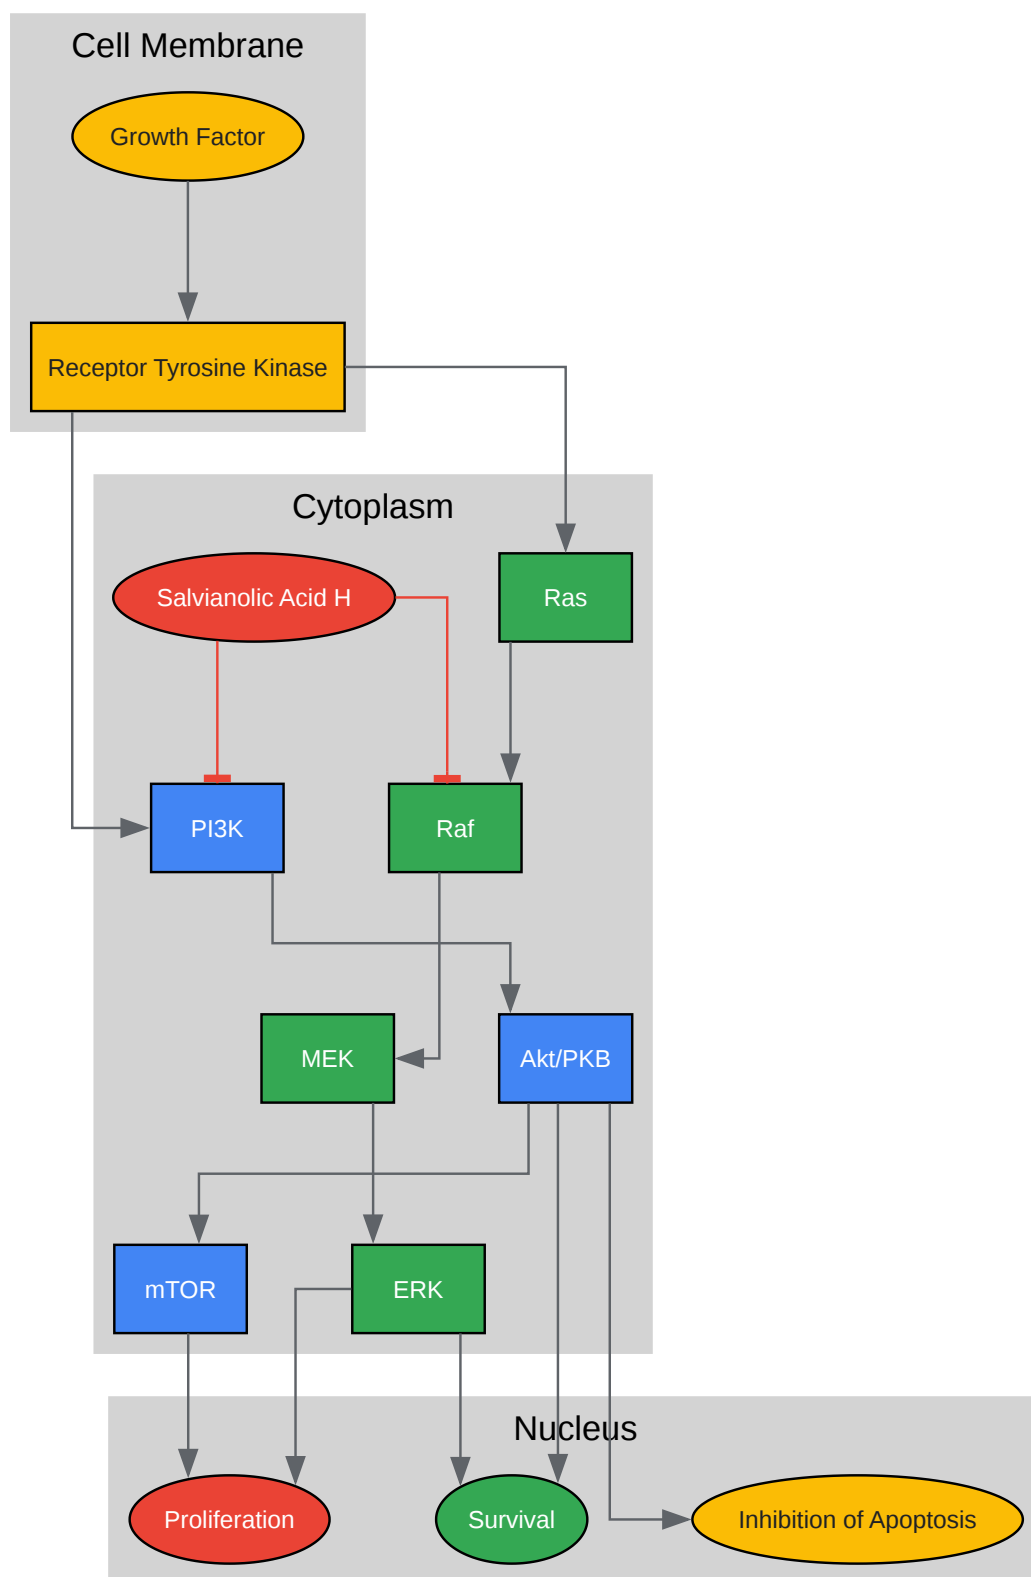 Cell Membrane
Growth Factor
Receptor Tyrosine Kinase
Cytoplasm
Salvianolic Acid H
Ras
PI3K
Raf
MEK
Akt/PKB
mTOR
ERK
Nucleus
Proliferation
Survival
Inhibition of Apoptosis